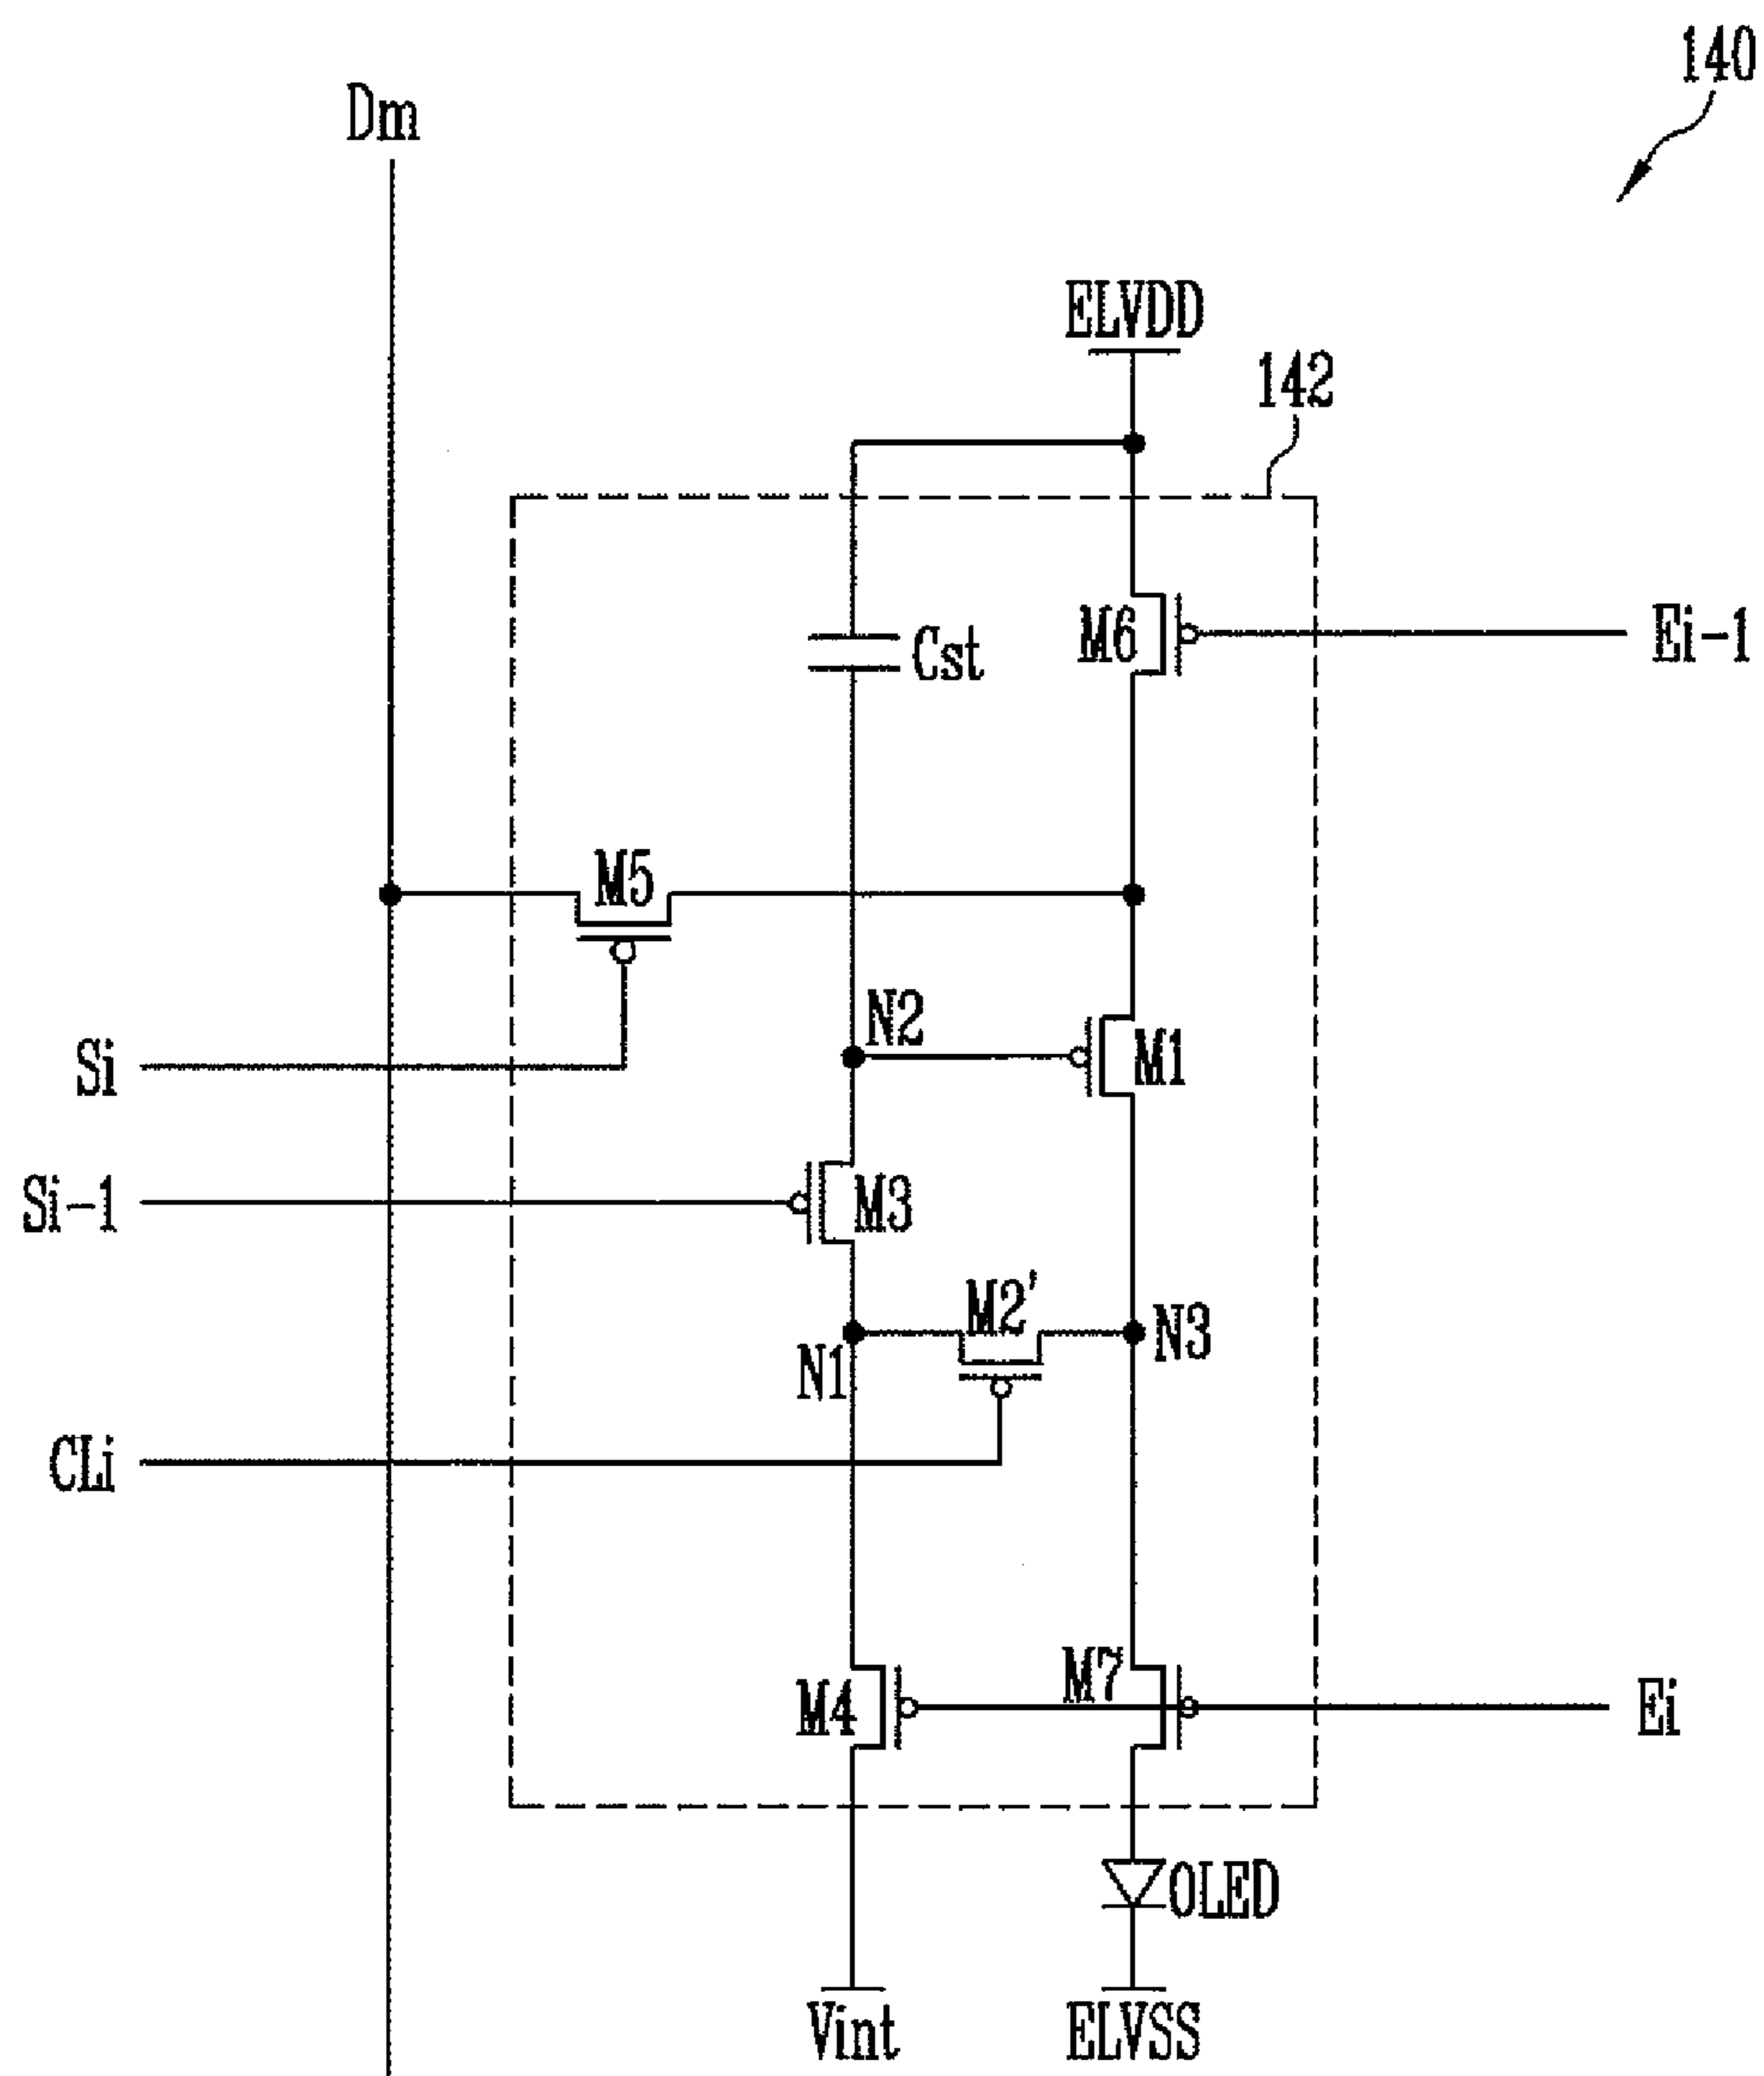 140
Dm
ELVDD
142
M6
Ei-1
Cst
M5
N2
Si
M1
Si-1
M3
M2'
N3
N1
CLi
M7
M4
Ei
OLED
Vint
ELVSS